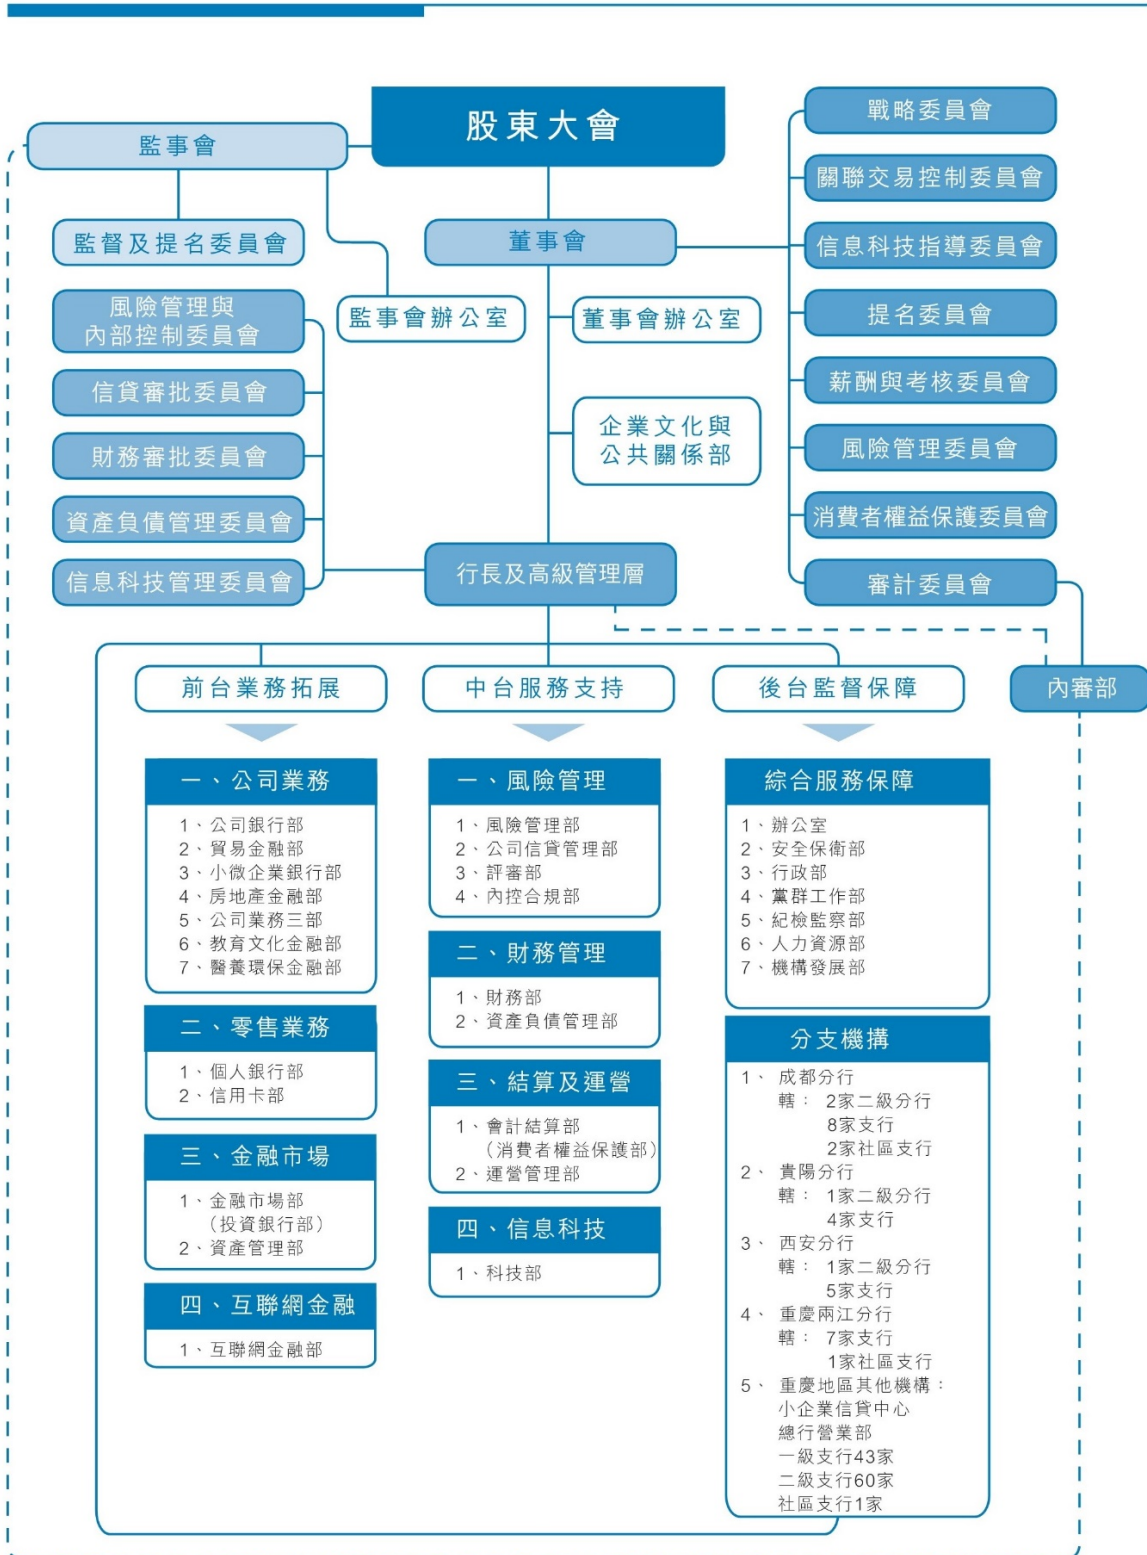 股東大會
監事會
監督及提名委員會
監事會辦公室
董事會
董事會辦公室
企業文化與
公共關係部
戰略委員會
關聯交易控制委員會
信息科技指導委員會
提名委員會
薪酬與考核委員會
風險管理委員會
消費者權益保護委員會
審計委員會
內審部
風險管理與
內部控制委員會
信貸審批委員會
財務審批委員會
資產負債管理委員會
信息科技管理委員會
行長及高級管理層
前台業務拓展
一、公司業務
1、公司銀行部
2、貿易金融部
3、小微企業銀行部
4、房地產金融部
5、公司業務三部
6、教育文化金融部
7、醫養環保金融部
二、零售業務
1、個人銀行部
2、信用卡部
三、金融市場
1、金融市場部
（投資銀行部）
2、資產管理部
四、互聯網金融
1、互聯網金融部
中台服務支持
一、風險管理
1、風險管理部
2、公司信貸管理部
3、評審部
4、內控合規部
二、財務管理
1、財務部
2、資產負債管理部
三、結算及運營
1、會計結算部
（消費者權益保護部）
2、運營管理部
四、信息科技
1、科技部
後台監督保障
綜合服務保障
1、辦公室
2、安全保衛部
3、行政部
4、黨群工作部
5、紀檢監察部
6、人力資源部
7、機構發展部
分支機搆
1、 成都分行
轄： 2家二級分行
8家支行
2家社區支行
2、 貴陽分行
轄： 1家二級分行
4家支行
3、 西安分行
轄： 1家二級分行
5家支行
4、 重慶兩江分行
轄： 7家支行
1家社區支行
5、 重慶地區其他機構：
小企業信貸中心
總行營業部
一級支行43家
二級支行60家
社區支行1家